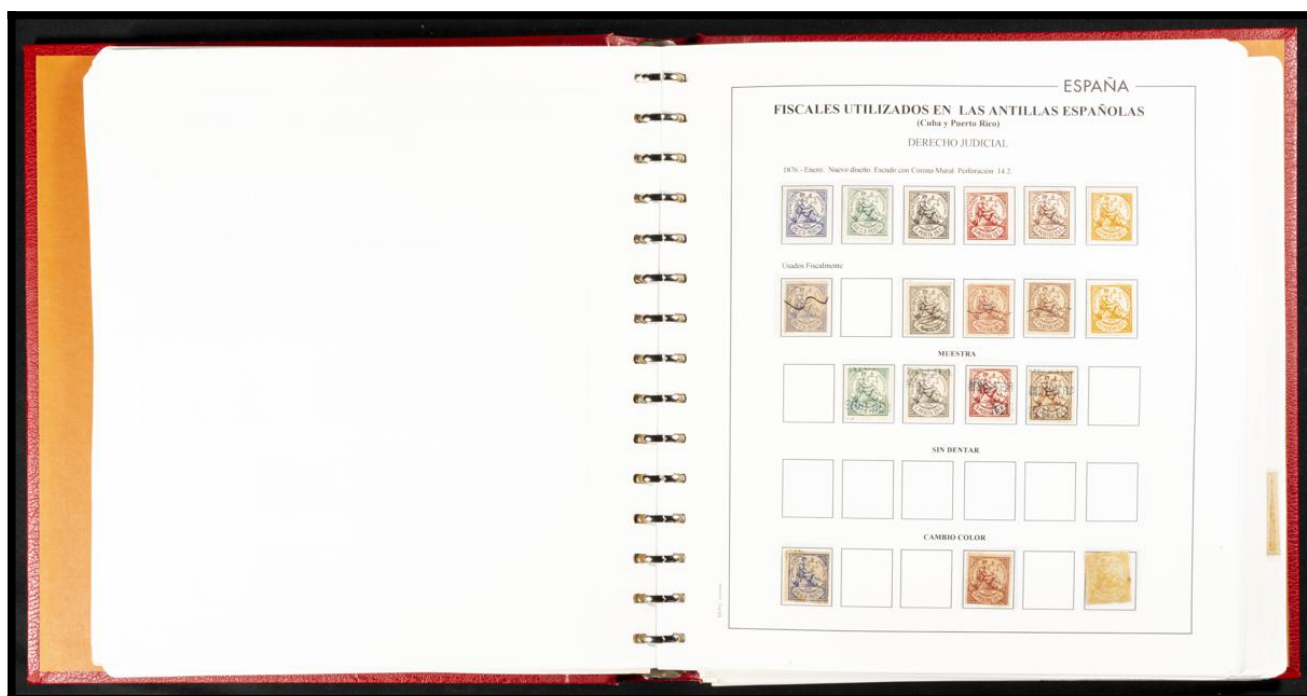 ESPAÑA
FISCALES UTILIZADOS EN LAS ANTILLAS ESPAÑOLAS
(Cuba y Puerto Rico)
DERECHO JUDICIAL
1876.- Enero. Nuevo diseño. Escudo con Corona Mural. Perforación 14.2
Usados Fiscalmente
MUESTRA
SIN DENTAR
CAMBIO COLOR